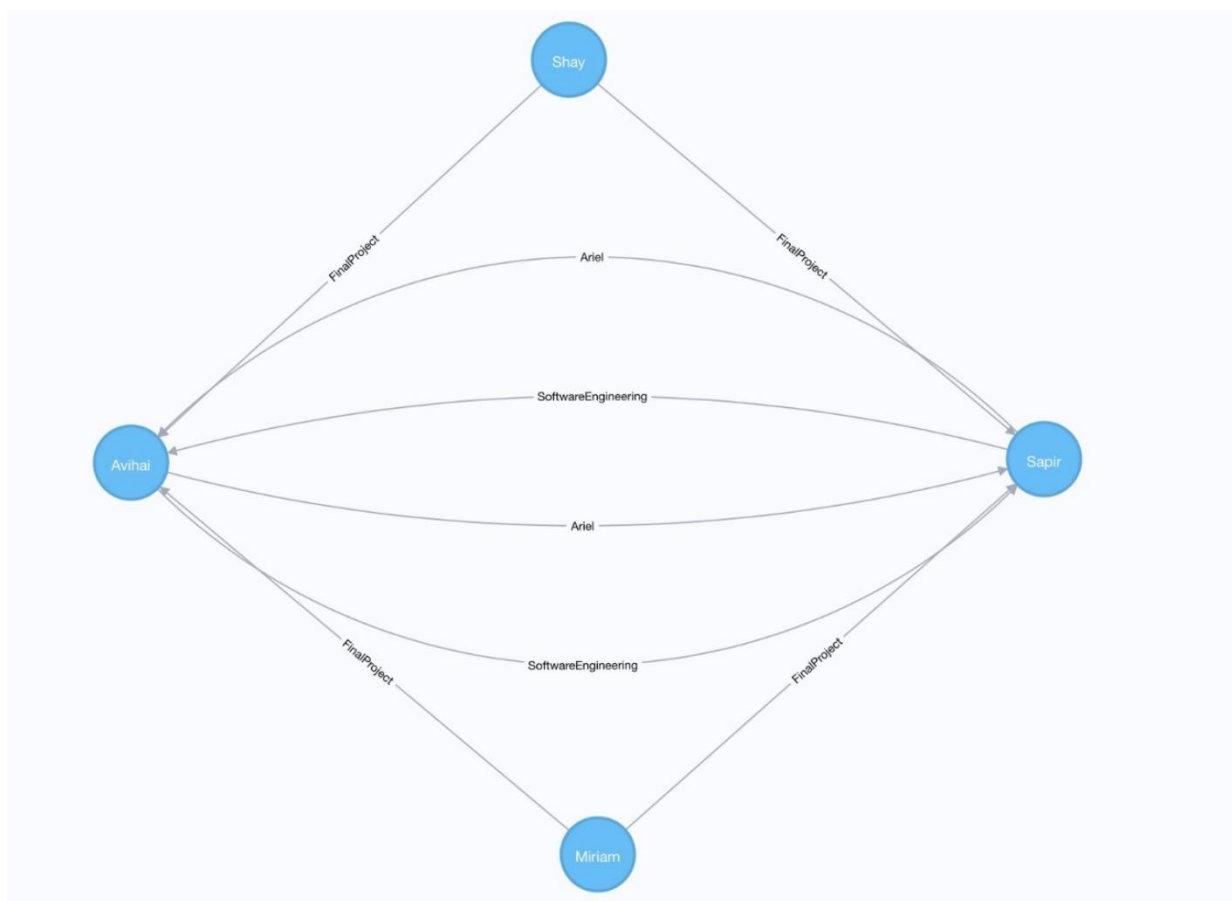 Shay
FinalProject
FinalProject
Ariel
SoftwareEngineering
Avihai
Sapir
Ariel
FinalProject
SoftwareEngineering
FinalProject
Miriam